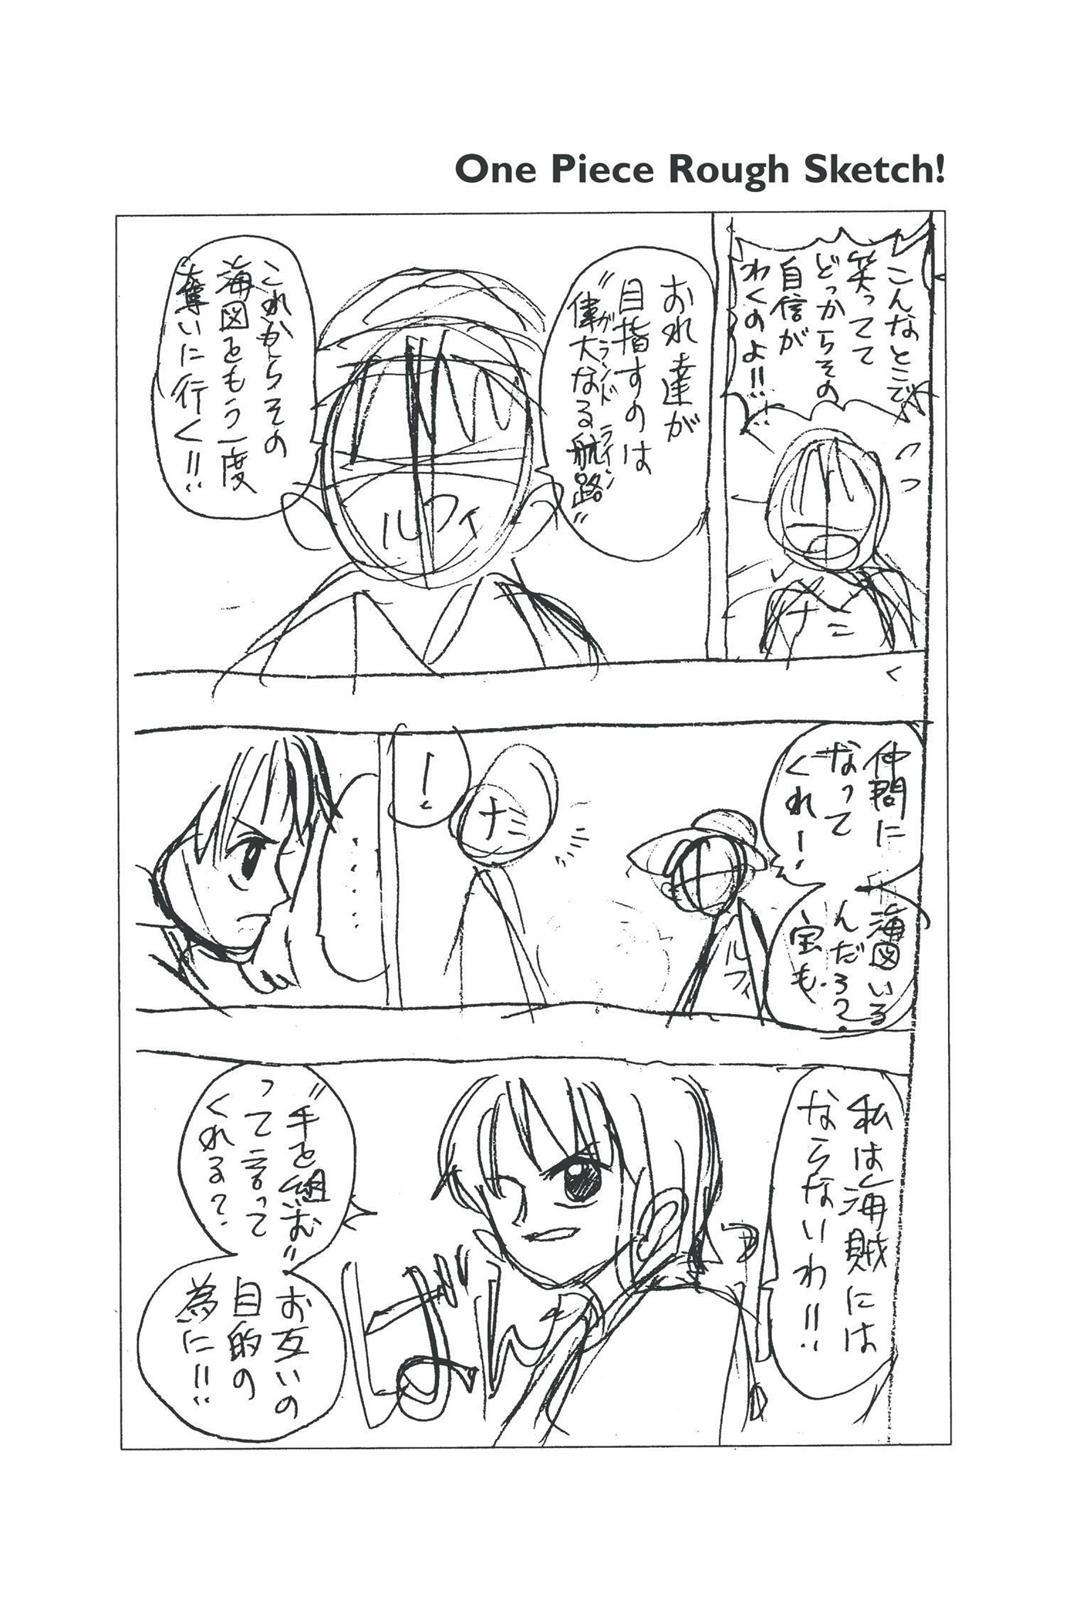 One Piece Rough Sketch!
こんなとこで
笑ってて
どっからその
自信が
わくのよ!!
ナミ
おれ達が
目指すのは
“偉大なる航路”
グランド ライン
ルフィ
これからその
海図をもう一度
奪いに行く!!
仲間に
なって
くれ!
海図いる
んだろ?
宝も
ルフィ
ナミ
!
‥‥
私は海賊には
ならないわ!!
“手を組む”
って言って
くれる?
お互いの
目的の
為に!!